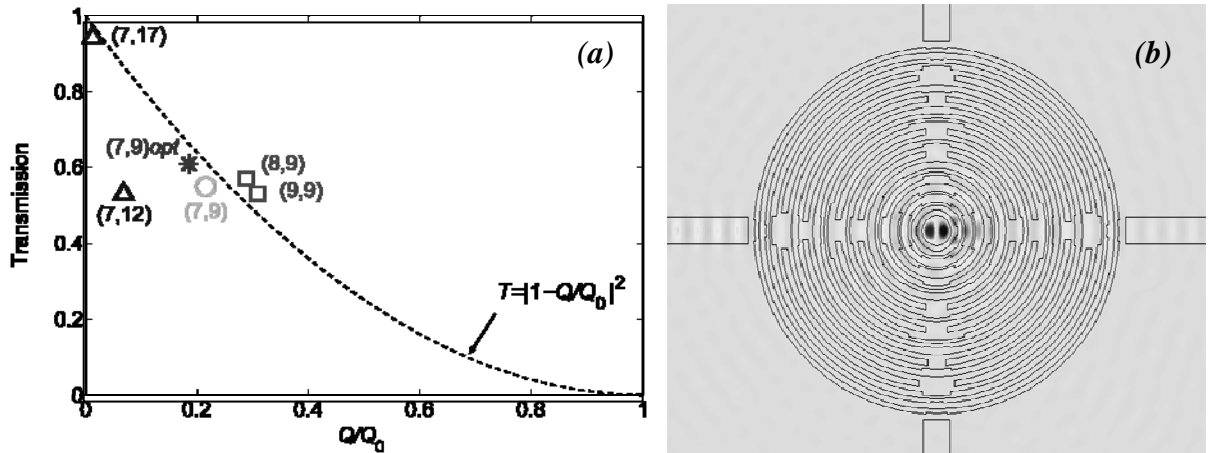 (a)
(b)
Transmission
1
0.8
0.6
0.4
0.2
0
(7,17)
(7,9)opt
(7,12)
(7,9)
(8,9)
(9,9)
T=|1−Q/Q₀|²
0
0.2
0.4
0.6
0.8
1
Q/Q₀